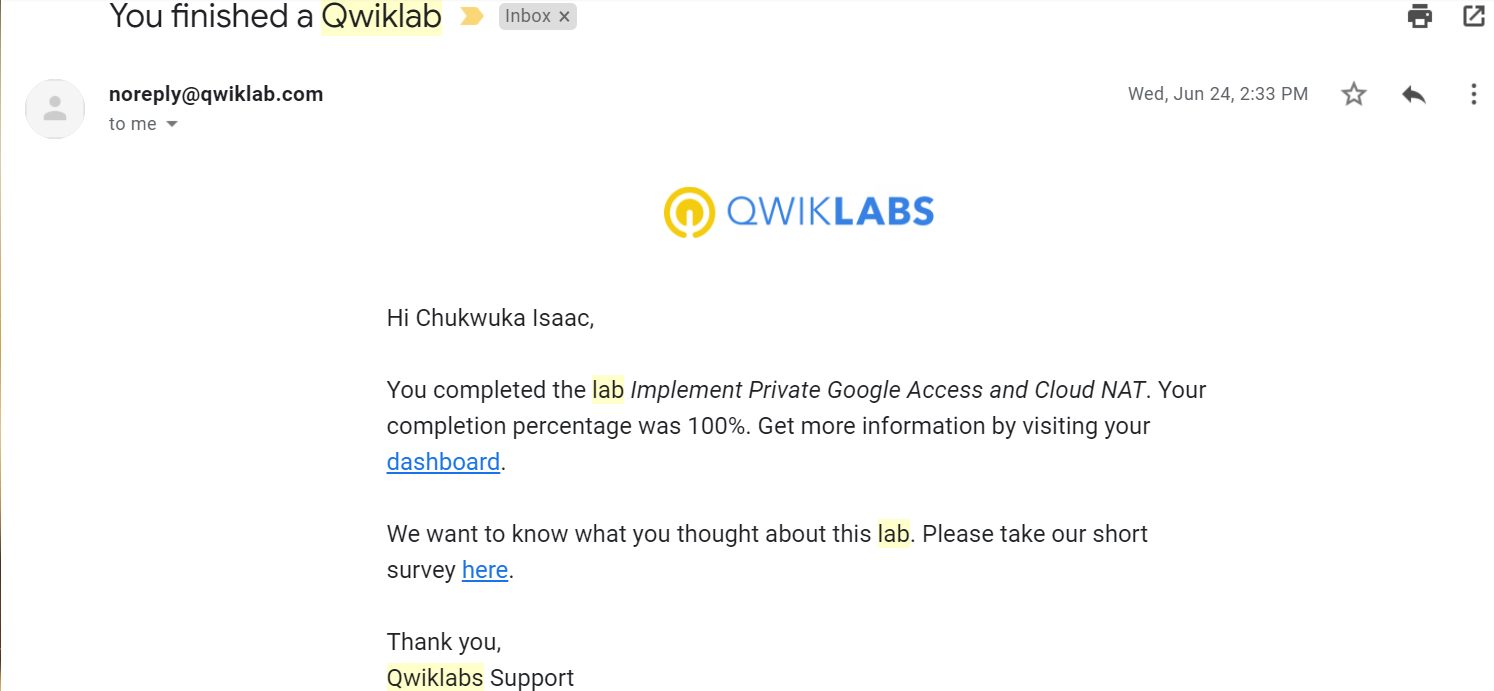 You finished a Qwiklab Inbox ×
noreply@qwiklab.com Wed, Jun 24, 2:33 PM
to me
QWIKLABS
Hi Chukwuka Isaac,
You completed the lab Implement Private Google Access and Cloud NAT. Your
completion percentage was 100%. Get more information by visiting your
dashboard.
We want to know what you thought about this lab. Please take our short
survey here.
Thank you,
Qwiklabs Support